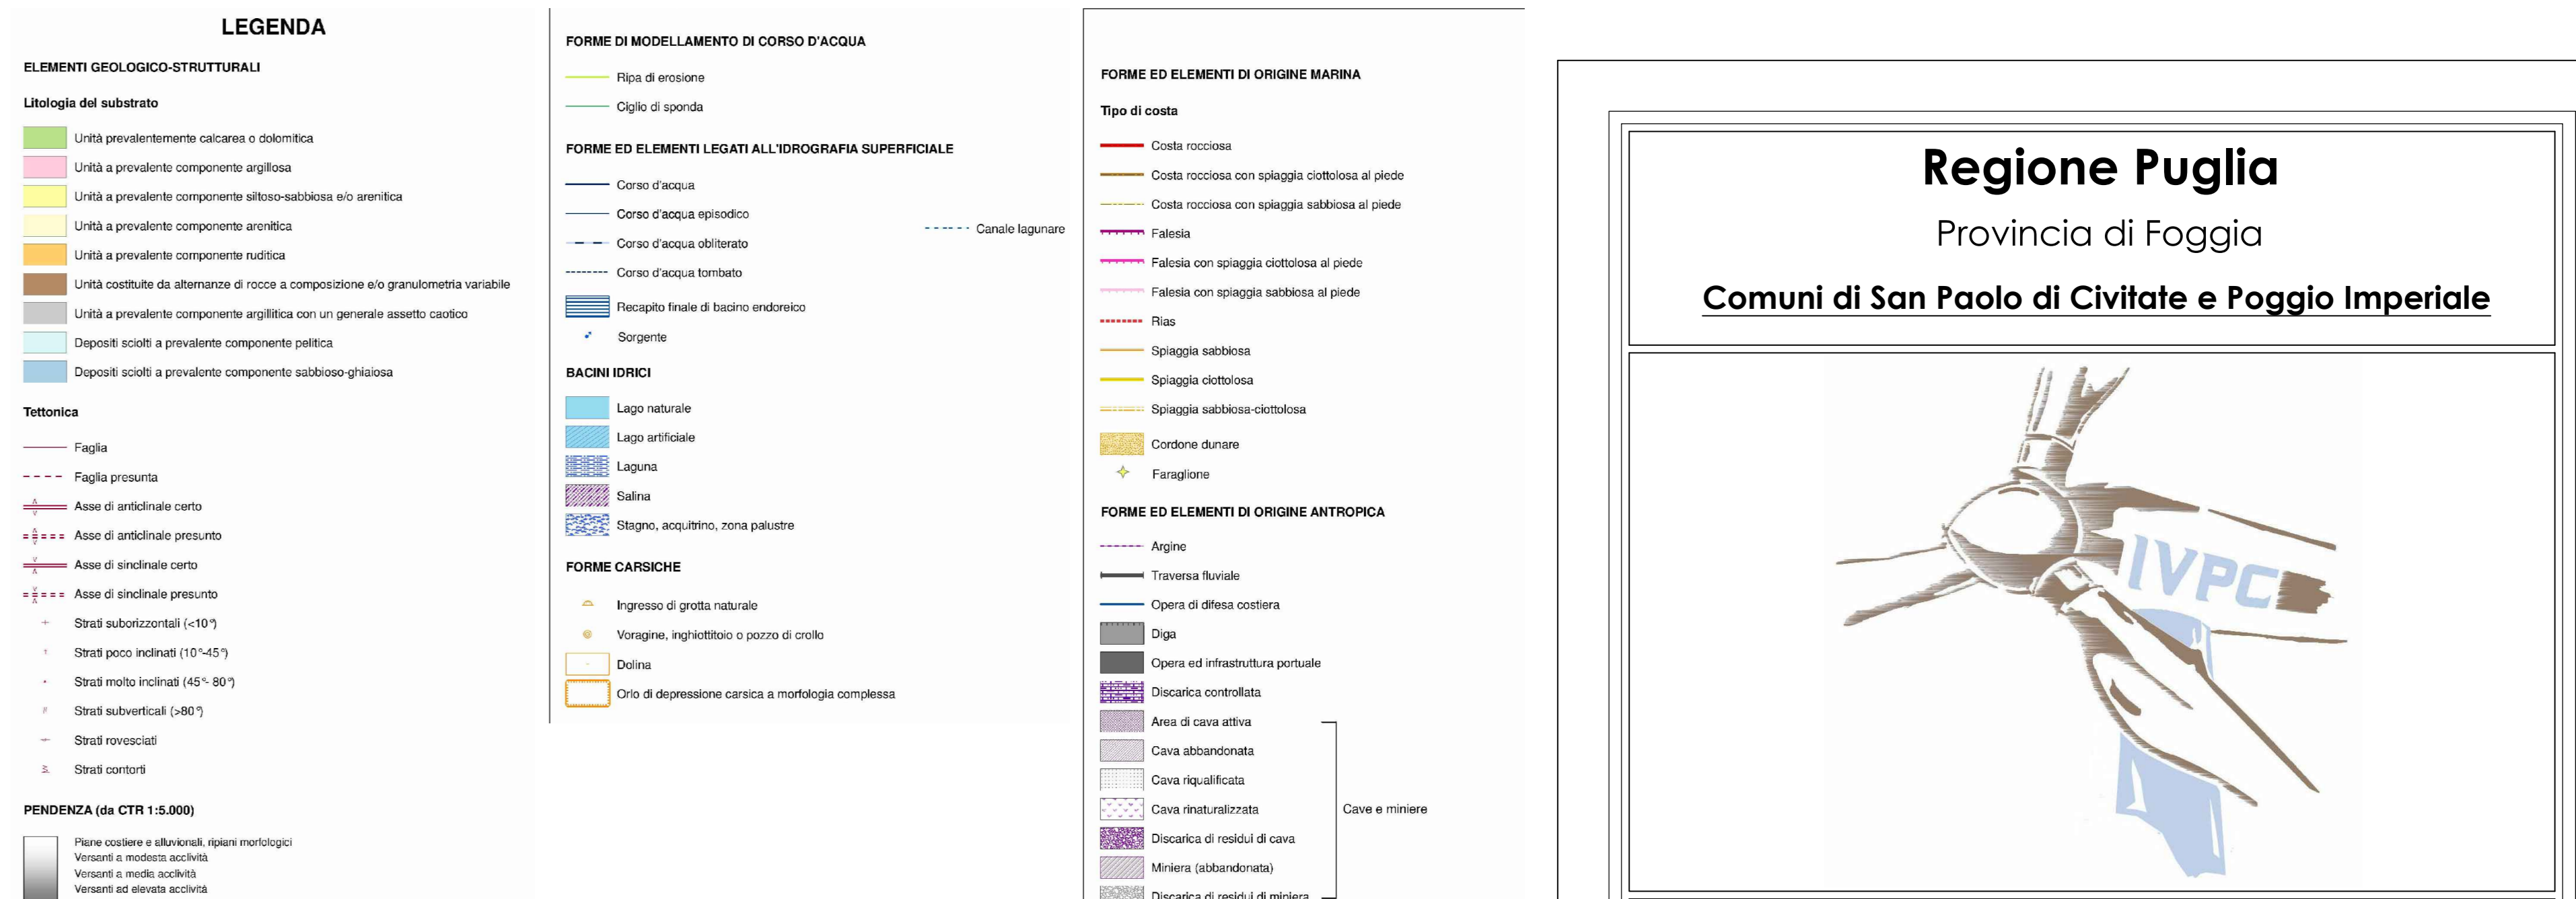 LEGENDA
ELEMENTI GEOLOGICO-STRUTTURALI
Litologia del substrato
Unità prevalentemente calcarea o dolomitica
Unità a prevalente componente argillosa
Unità a prevalente componente siltoso-sabbiosa e/o arenitica
Unità a prevalente componente arenitica
Unità a prevalente componente ruditica
Unità costituite da alternanze di rocce a composizione e/o granulometria variabile
Unità a prevalente componente argillitica con un generale assetto caotico
Depositi sciolti a prevalente componente pelitica
Depositi sciolti a prevalente componente sabbioso-ghiaiosa
Tettonica
Faglia
Faglia presunta
Asse di anticlinale certo
Asse di anticlinale presunto
Asse di sinclinale certo
Asse di sinclinale presunto
Strati suborizzontali (<10°)
Strati poco inclinati (10°-45°)
Strati molto inclinati (45°- 80°)
Strati subverticali (>80°)
Strati rovesciati
Strati contorti
PENDENZA (da CTR 1:5.000)
Piane costiere e alluvionali, ripiani morfologici
Versanti a modesta acclività
Versanti a media acclività
Versanti ad elevata acclività
FORME DI MODELLAMENTO DI CORSO D'ACQUA
Ripa di erosione
Ciglio di sponda
FORME ED ELEMENTI LEGATI ALL'IDROGRAFIA SUPERFICIALE
Corso d'acqua
Corso d'acqua episodico
Corso d'acqua obliterato
Corso d'acqua tombato
Canale lagunare
Recapito finale di bacino endoreico
Sorgente
BACINI IDRICI
Lago naturale
Lago artificiale
Laguna
Salina
Stagno, acquitrino, zona palustre
FORME CARSICHE
Ingresso di grotta naturale
Voragine, inghiottitoio o pozzo di crollo
Dolina
Orlo di depressione carsica a morfologia complessa
FORME ED ELEMENTI DI ORIGINE MARINA
Tipo di costa
Costa rocciosa
Costa rocciosa con spiaggia ciottolosa al piede
Costa rocciosa con spiaggia sabbiosa al piede
Falesia
Falesia con spiaggia ciottolosa al piede
Falesia con spiaggia sabbiosa al piede
Rias
Spiaggia sabbiosa
Spiaggia ciottolosa
Spiaggia sabbiosa-ciottolosa
Cordone dunare
Faraglione
FORME ED ELEMENTI DI ORIGINE ANTROPICA
Argine
Traversa fluviale
Opera di difesa costiera
Diga
Opera ed infrastruttura portuale
Discarica controllata
Area di cava attiva
Cava abbandonata
Cava riqualificata
Cava rinaturalizzata
Discarica di residui di cava
Miniera (abbandonata)
Discarica di residui di miniera
Cave e miniere
Regione Puglia
Provincia di Foggia
Comuni di San Paolo di Civitate e Poggio Imperiale
IVPC